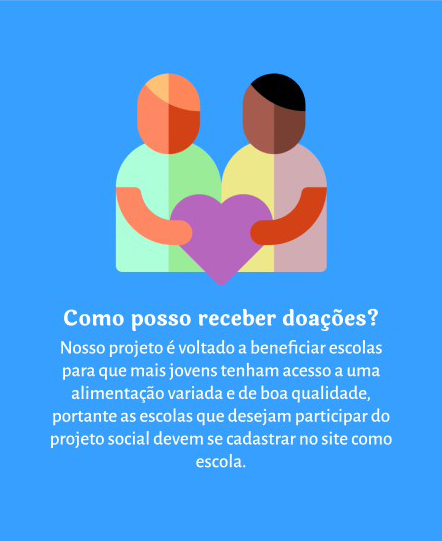 Como posso receber doações?
Nosso projeto é voltado a beneficiar escolas
para que mais jovens tenham acesso a uma
alimentação variada e de boa qualidade,
portante as escolas que desejam participar do
projeto social devem se cadastrar no site como
escola.